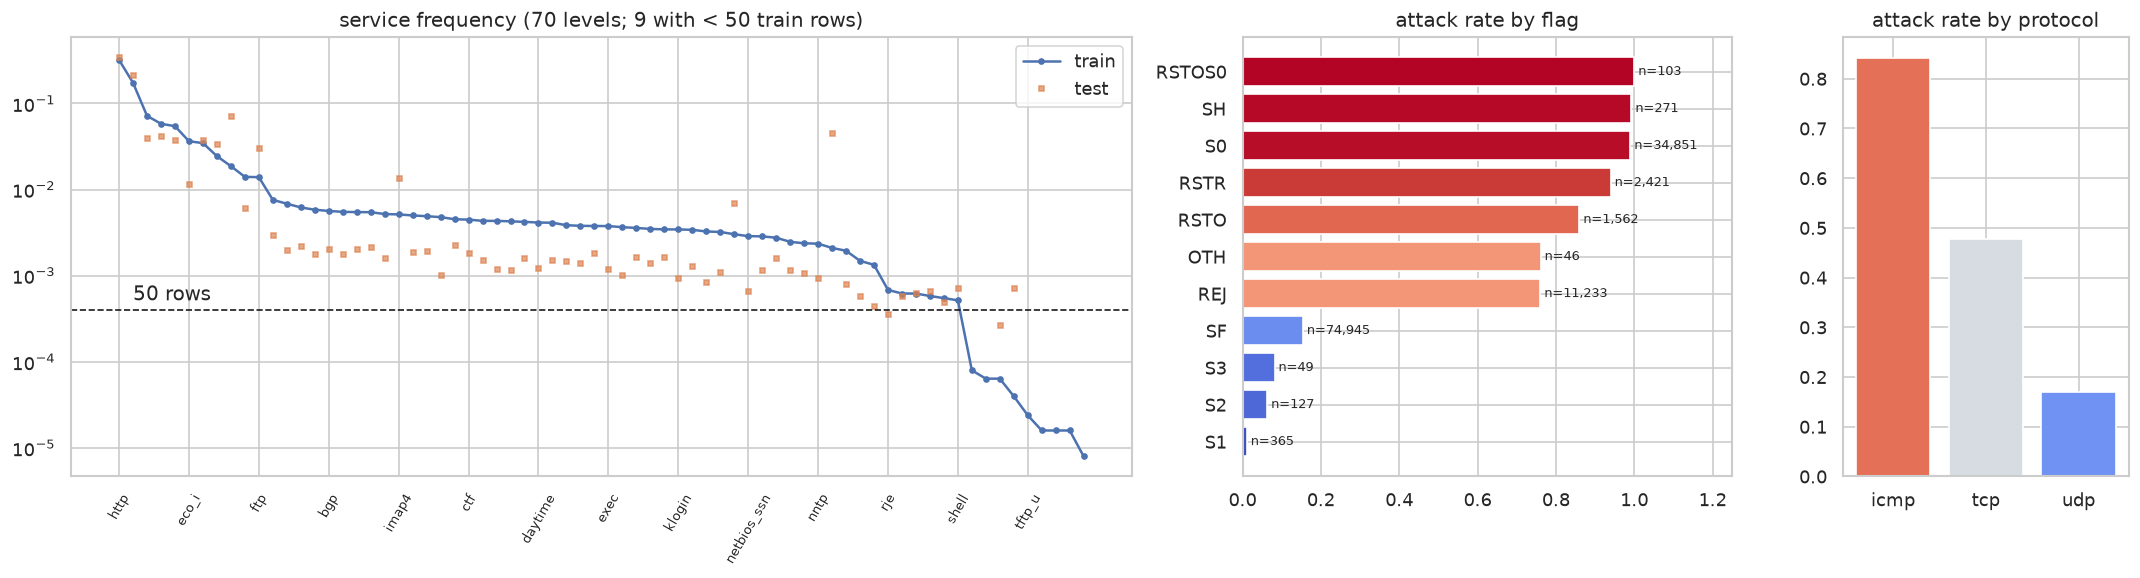 service frequency (70 levels; 9 with < 50 train rows)
10⁻¹
10⁻²
10⁻³
10⁻⁴
10⁻⁵
train
test
50 rows
http
eco_i
ftp
bgp
imap4
ctf
daytime
exec
klogin
netbios_ssn
nntp
rje
shell
tftp_u
attack rate by flag
RSTOS0
n=103
SH
n=271
S0
n=34,851
RSTR
n=2,421
RSTO
n=1,562
OTH
n=46
REJ
n=11,233
SF
n=74,945
S3
n=49
S2
n=127
S1
n=365
0.0 0.2 0.4 0.6 0.8 1.0 1.2
attack rate by protocol
0.8
0.7
0.6
0.5
0.4
0.3
0.2
0.1
0.0
icmp tcp udp